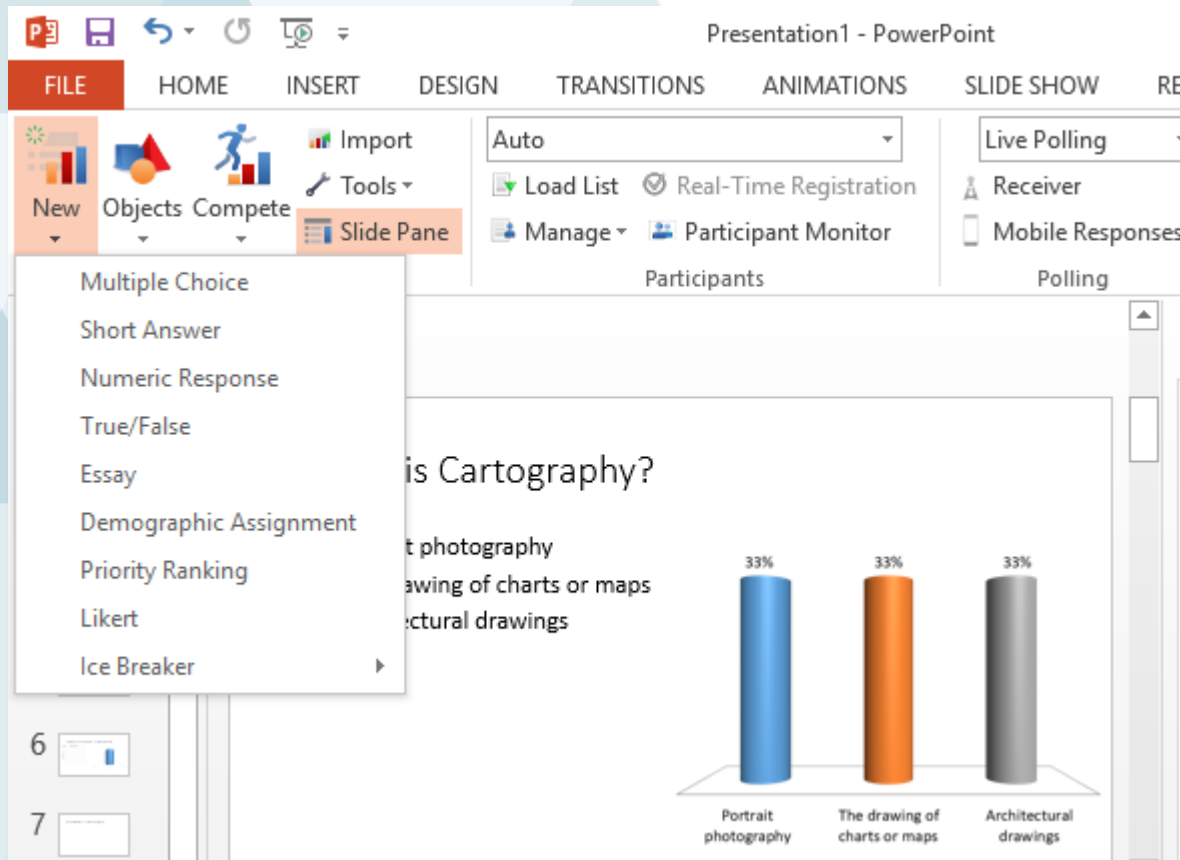 Presentation1 - PowerPoint
FILE HOME INSERT DESIGN TRANSITIONS ANIMATIONS SLIDE SHOW RE
New
Objects
Compete
Import
Tools
Slide Pane
Auto
Load List Real-Time Registration
Manage Participant Monitor
Participants
Live Polling
Receiver
Mobile Responses
Polling
Multiple Choice
Short Answer
Numeric Response
True/False
Essay
Demographic Assignment
Priority Ranking
Likert
Ice Breaker
is Cartography?
t photography
awing of charts or maps
ectural drawings
33% 33% 33%
Portrait photography
The drawing of charts or maps
Architectural drawings
6
7